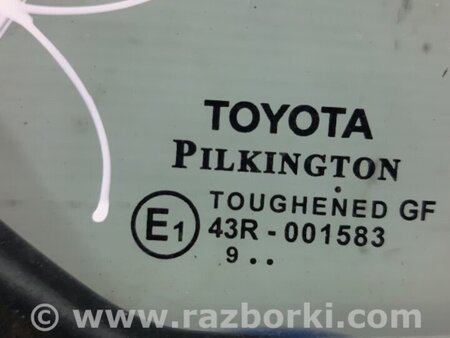 TOYOTA
PILKINGTON
TOUGHENED GF
E1 43R - 001583
9 . .
© www.razborki.com